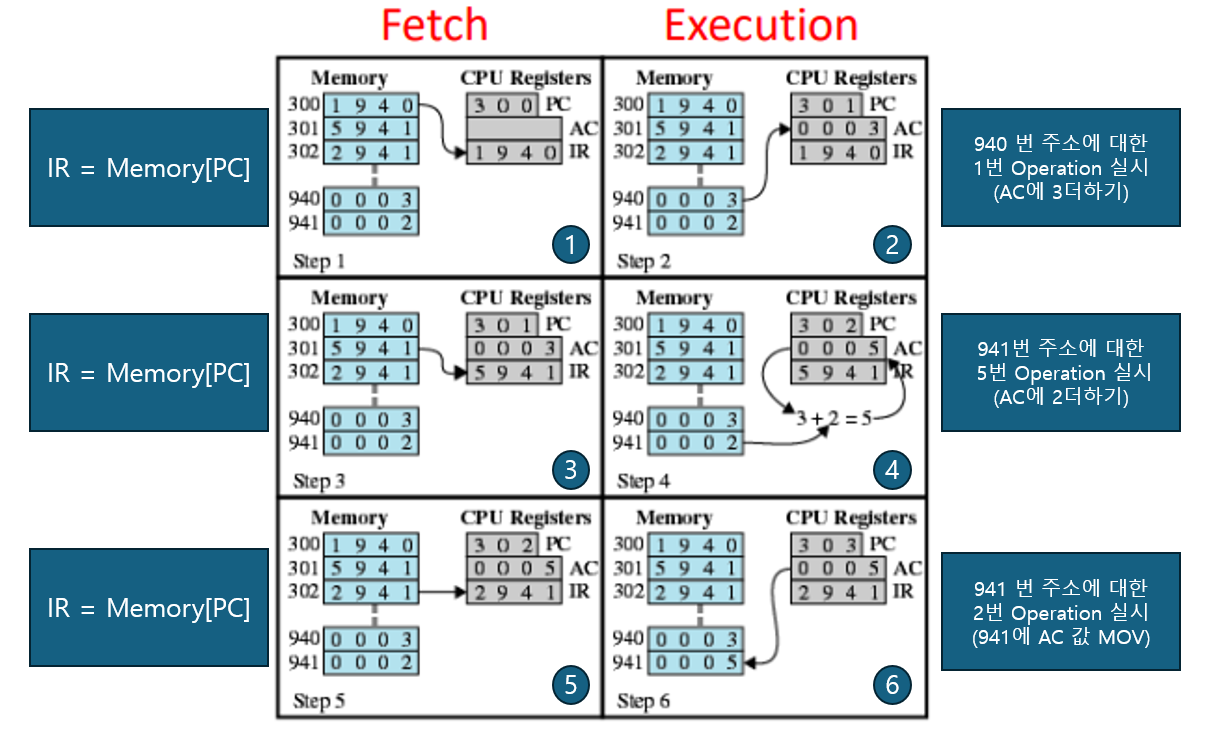 Fetch
Execution
IR = Memory[PC]
Memory CPU Registers
300 1 9 4 0 3 0 0 PC
301 5 9 4 1 AC
302 2 9 4 1 1 9 4 0 IR
940 0 0 0 3
941 0 0 0 2
Step 1
1
Memory CPU Registers
300 1 9 4 0 3 0 1 PC
301 5 9 4 1 0 0 0 3 AC
302 2 9 4 1 1 9 4 0 IR
940 0 0 0 3
941 0 0 0 2
Step 2
2
940 번 주소에 대한
1번 Operation 실시
(AC에 3더하기)
IR = Memory[PC]
Memory CPU Registers
300 1 9 4 0 3 0 1 PC
301 5 9 4 1 0 0 0 3 AC
302 2 9 4 1 5 9 4 1 IR
940 0 0 0 3
941 0 0 0 2
Step 3
3
Memory CPU Registers
300 1 9 4 0 3 0 2 PC
301 5 9 4 1 0 0 0 5 AC
302 2 9 4 1 5 9 4 1 IR
940 0 0 0 3 3 + 2 = 5
941 0 0 0 2
Step 4
4
941번 주소에 대한
5번 Operation 실시
(AC에 2더하기)
IR = Memory[PC]
Memory CPU Registers
300 1 9 4 0 3 0 2 PC
301 5 9 4 1 0 0 0 5 AC
302 2 9 4 1 2 9 4 1 IR
940 0 0 0 3
941 0 0 0 2
Step 5
5
Memory CPU Registers
300 1 9 4 0 3 0 3 PC
301 5 9 4 1 0 0 0 5 AC
302 2 9 4 1 2 9 4 1 IR
940 0 0 0 3
941 0 0 0 5
Step 6
6
941 번 주소에 대한
2번 Operation 실시
(941에 AC 값 MOV)